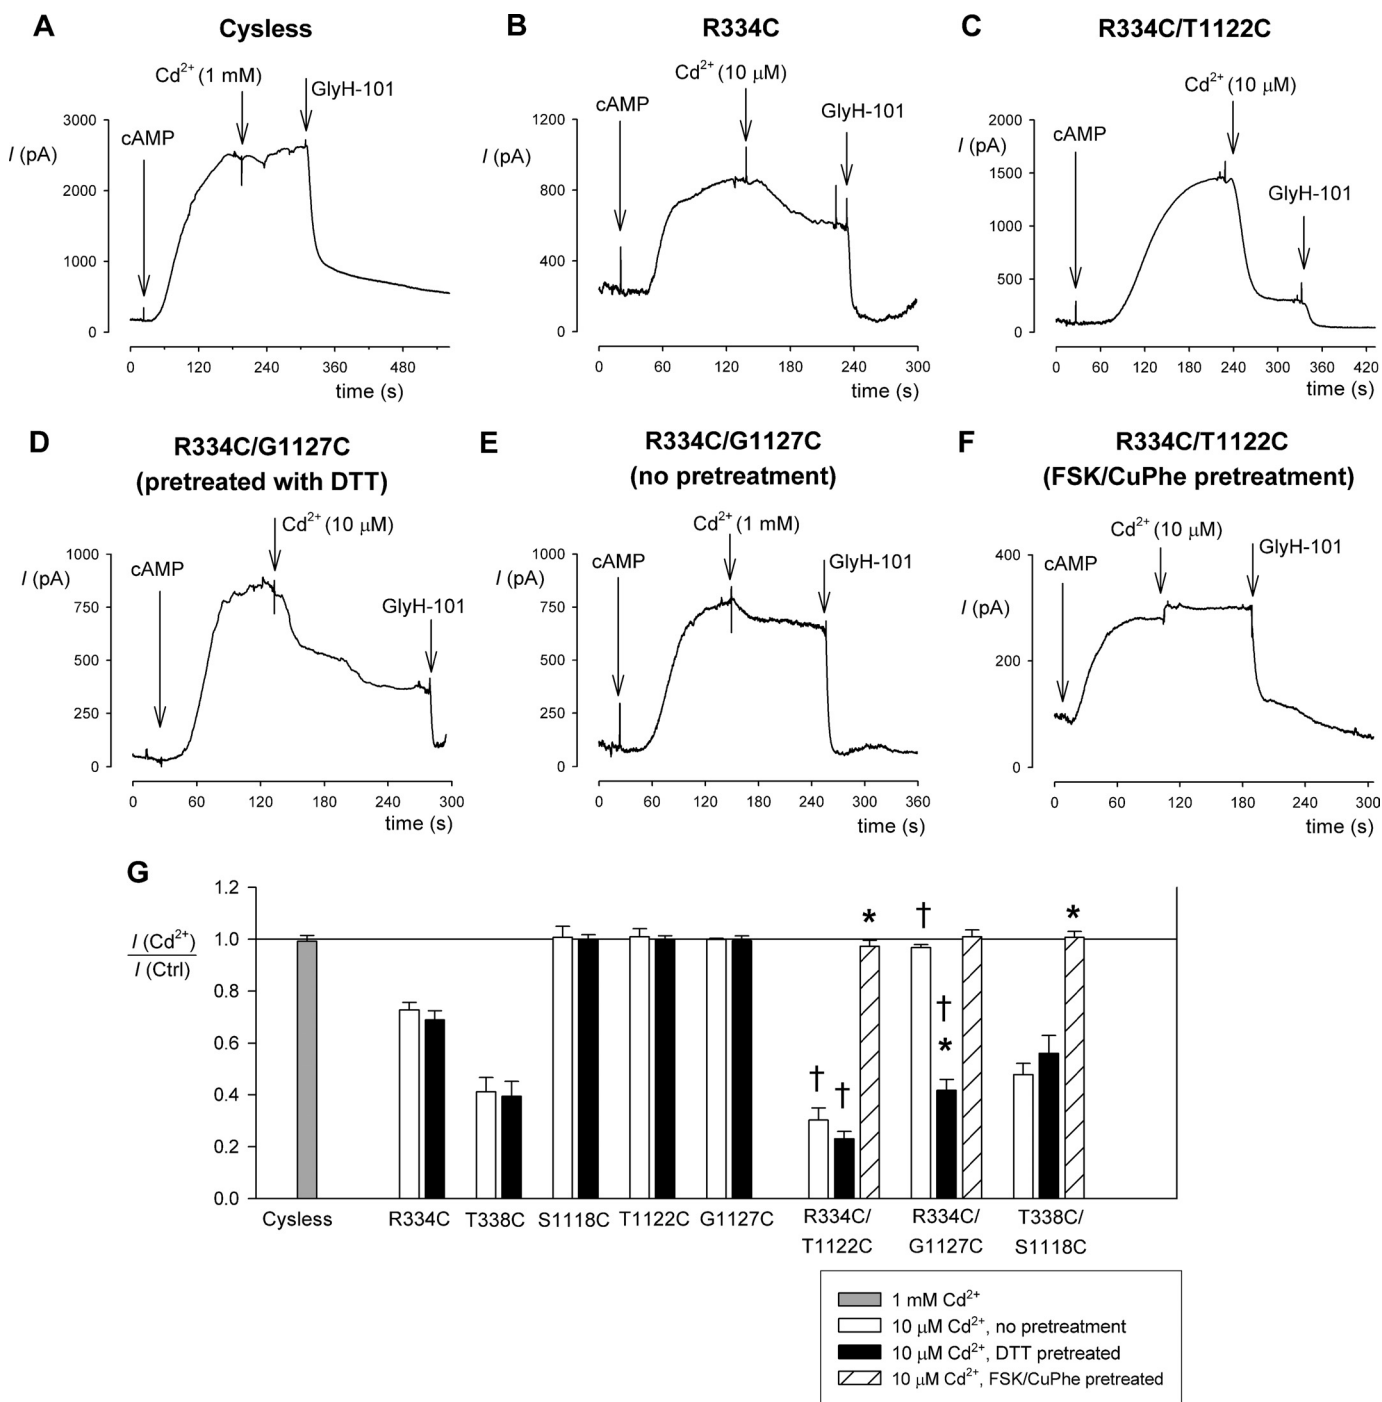 A
Cysless
Cd²⁺ (1 mM)
GlyH-101
cAMP
I (pA)
3000
2000
1000
0
0 120 240 360 480
time (s)
B
R334C
Cd²⁺ (10 μM)
cAMP
GlyH-101
I (pA)
1200
800
400
0
0 60 120 180 240 300
time (s)
C
R334C/T1122C
Cd²⁺ (10 μM)
cAMP
GlyH-101
I (pA)
2000
1500
1000
500
0
0 60 120 180 240 300 360 420
time (s)
D
R334C/G1127C
(pretreated with DTT)
Cd²⁺ (10 μM)
cAMP
GlyH-101
I (pA)
1000
750
500
250
0
0 60 120 180 240 300
time (s)
E
R334C/G1127C
(no pretreatment)
Cd²⁺ (1 mM)
cAMP
GlyH-101
I (pA)
1000
750
500
250
0
0 60 120 180 240 300 360
time (s)
F
R334C/T1122C
(FSK/CuPhe pretreatment)
Cd²⁺ (10 μM)
GlyH-101
cAMP
I (pA)
400
200
0
0 60 120 180 240 300
time (s)
G
I (Cd²⁺)
I (Ctrl)
1.2
1.0
0.8
0.6
0.4
0.2
0.0
† † * † † * *
Cysless R334C T338C S1118C T1122C G1127C R334C/ R334C/ T338C/
T1122C G1127C S1118C
1 mM Cd²⁺
10 μM Cd²⁺, no pretreatment
10 μM Cd²⁺, DTT pretreated
10 μM Cd²⁺, FSK/CuPhe pretreated